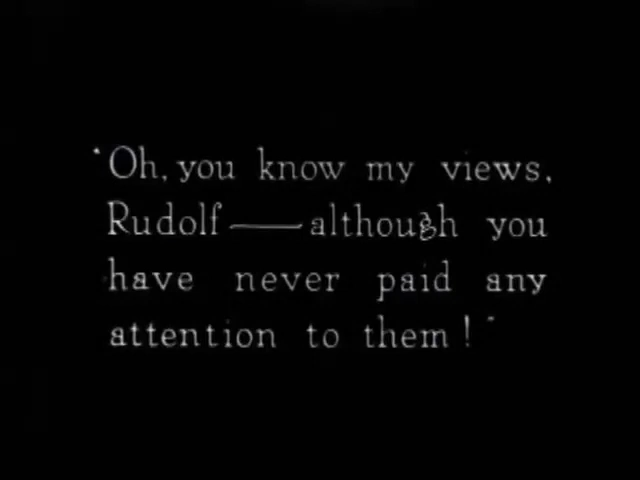 "Oh, you know my views,
Rudolf — although you
have never paid any
attention to them!"